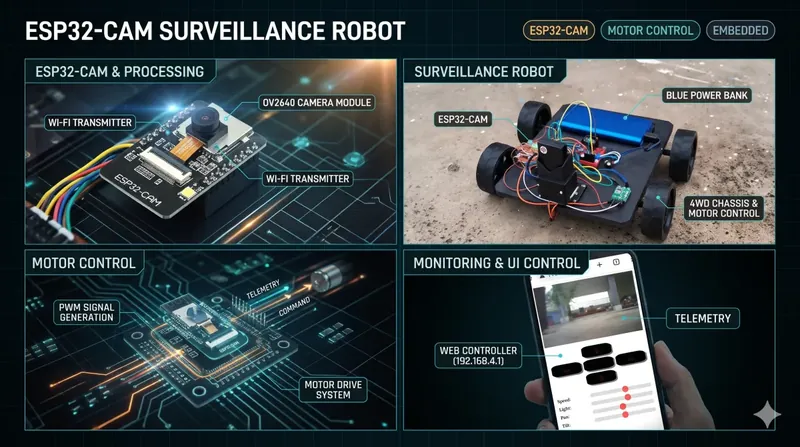 ESP32-CAM SURVEILLANCE ROBOT
ESP32-CAM
MOTOR CONTROL
EMBEDDED
ESP32-CAM & PROCESSING
OV2640 CAMERA MODULE
WI-FI TRANSMITTER
WI-FI TRANSMITTER
ESP32-CAM
SURVEILLANCE ROBOT
BLUE POWER BANK
ESP32-CAM
4WD CHASSIS &
MOTOR CONTROL
MOTOR CONTROL
TELEMETRY
COMMAND
PWM SIGNAL
GENERATION
MOTOR DRIVE
SYSTEM
MONITORING & UI CONTROL
TELEMETRY
WEB CONTROLLER
(192.168.4.1)
Speed:
Light:
Pan:
Tilt: